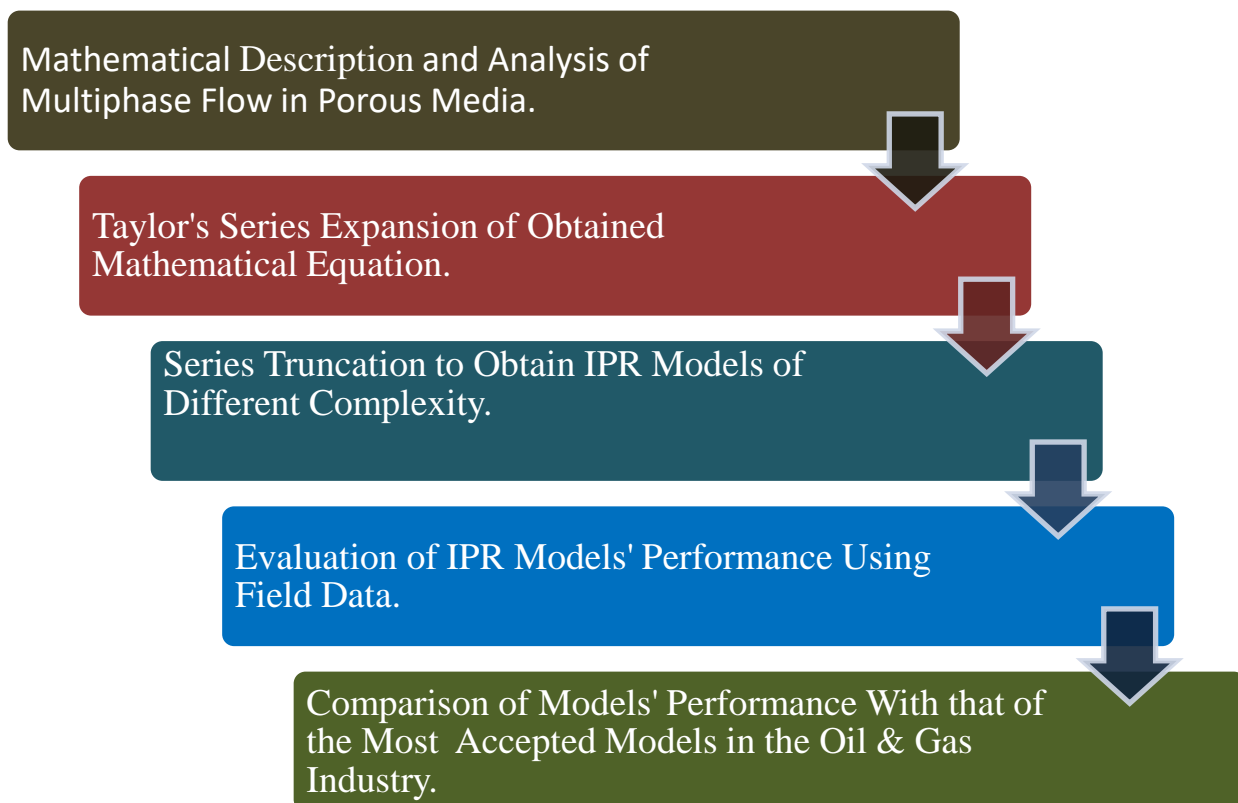 Mathematical Description and Analysis of
Multiphase Flow in Porous Media.
Taylor's Series Expansion of Obtained
Mathematical Equation.
Series Truncation to Obtain IPR Models of
Different Complexity.
Evaluation of IPR Models' Performance Using
Field Data.
Comparison of Models' Performance With that of
the Most Accepted Models in the Oil & Gas
Industry.